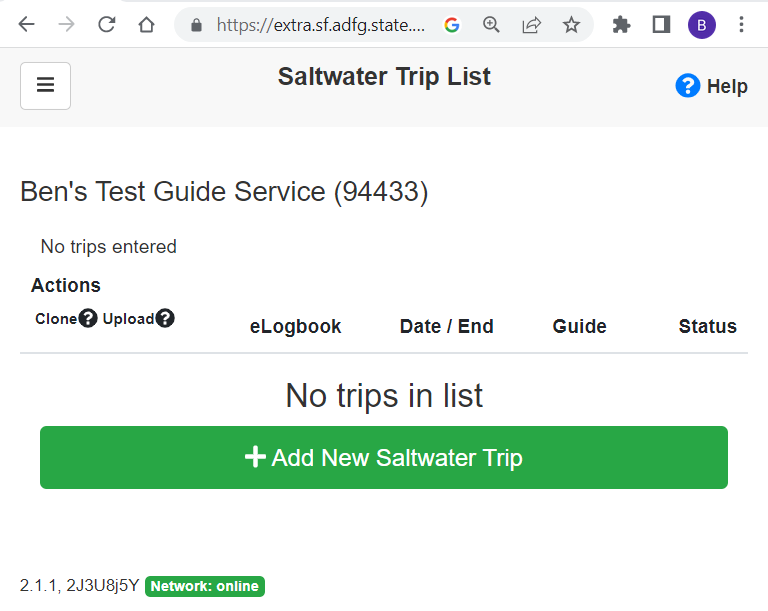 https://extra.sf.adfg.state....
B
Saltwater Trip List
? Help
Ben's Test Guide Service (94433)
No trips entered
Actions
Clone? Upload? eLogbook Date / End Guide Status
No trips in list
+ Add New Saltwater Trip
2.1.1, 2J3U8j5Y Network: online